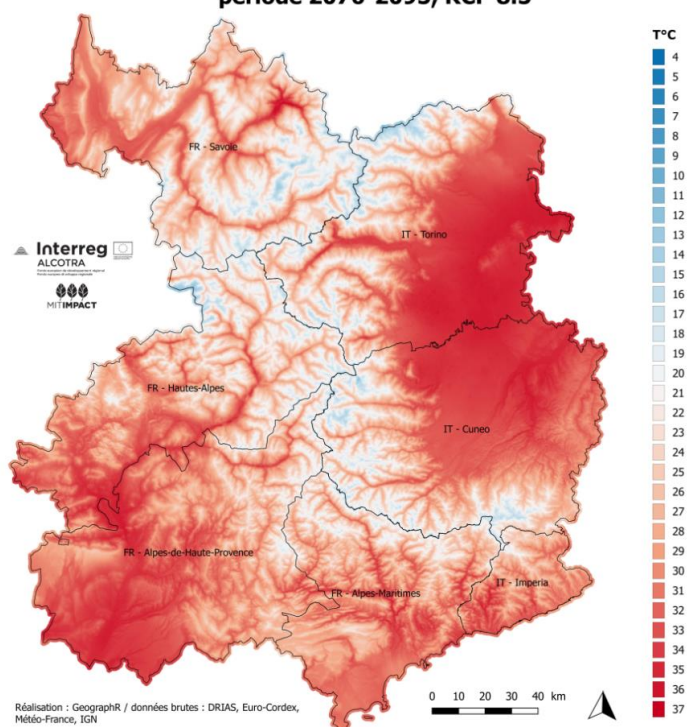 période 2076-2095, RCP 8.5
T°C
4
5
6
7
8
9
10
11
12
13
14
15
16
17
18
19
20
21
22
23
24
25
26
27
28
29
30
31
32
33
34
35
36
37
FR - Savoie
IT - Torino
Interreg
ALCOTRA
MITIMPACT
FR - Hautes-Alpes
IT - Cuneo
FR - Alpes-de-Haute-Provence
FR - Alpes-Maritimes
IT - Imperia
Réalisation : GeographR / données brutes : DRIAS, Euro-Cordex,
Météo-France, IGN
0 10 20 30 40 km